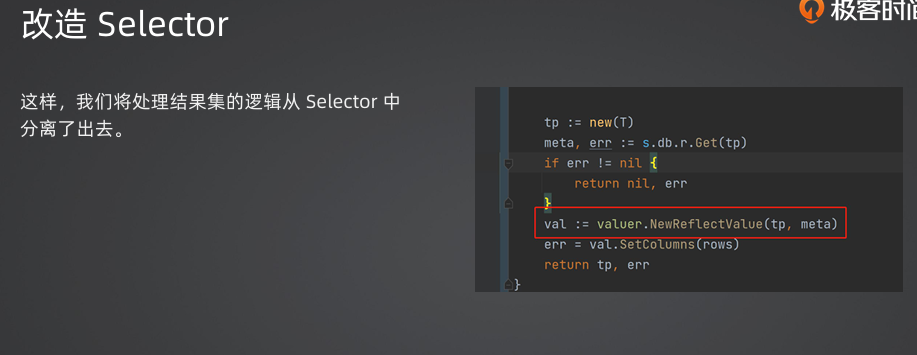 改造 Selector
极客时间
这样，我们将处理结果集的逻辑从 Selector 中
分离了出去。
tp := new(T)
meta, err := s.db.r.Get(tp)
if err != nil {
return nil, err
}
val := valuer.NewReflectValue(tp, meta)
err = val.SetColumns(rows)
return tp, err
}